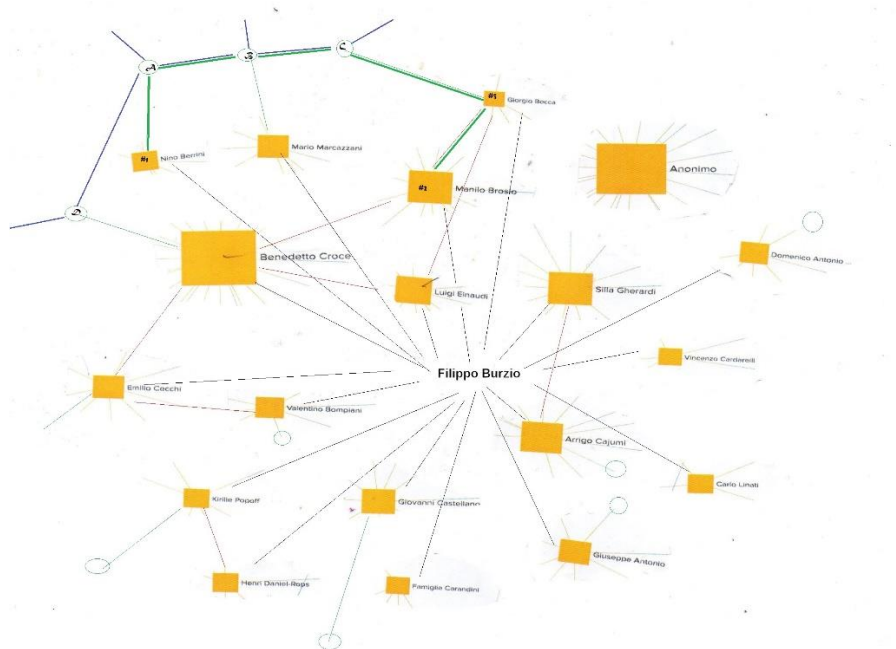 #1
Giorgio Bocca
#1
Nino Berrini
Mario Marcazzani
Anonimo
#1
Manlio Brosio
Benedetto Croce
Domenico Antonio
Luigi Einaudi
Silla Gherardi
Vincenzo Cardarelli
Filippo Burzio
Emilio Cecchi
Valentino Bompiani
Arrigo Cajumi
Carlo Linati
Kirille Popoff
Giovanni Castellano
Giuseppe Antonio
Henri Daniel-Rops
Famiglia Carandini